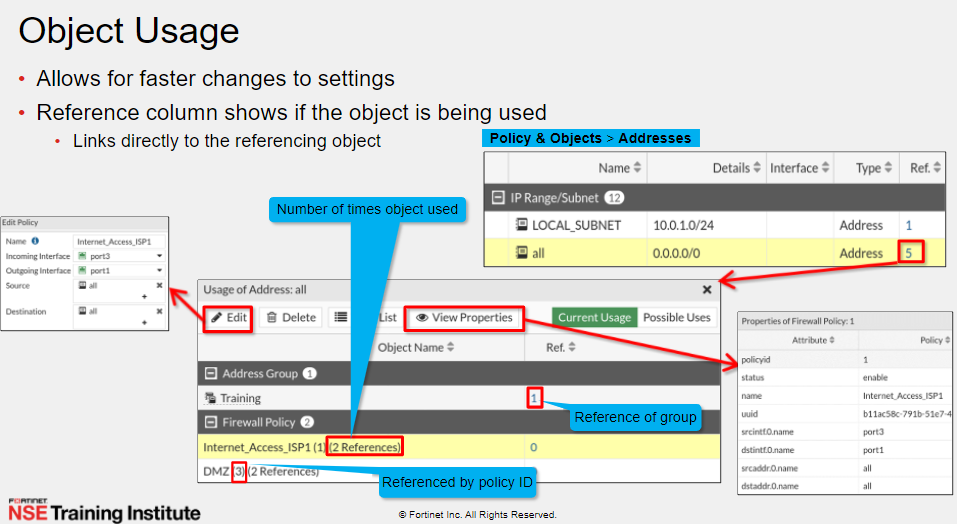 Object Usage
• Allows for faster changes to settings
• Reference column shows if the object is being used
• Links directly to the referencing object
Policy & Objects > Addresses
Name Details Interface Type Ref.
IP Range/Subnet 12
LOCAL_SUBNET 10.0.1.0/24 Address 1
all 0.0.0.0/0 Address 5
Number of times object used
Edit Policy
Name Internet_Access_ISP1
Incoming Interface port3
Outgoing Interface port1
Source all
Destination all
Usage of Address: all
Edit Delete List View Properties Current Usage Possible Uses
Object Name Ref.
Address Group 1
Training 1
Firewall Policy 2
Internet_Access_ISP1 (1) (2 References) 0
DMZ (3) (2 References)
Reference of group
Referenced by policy ID
Properties of Firewall Policy: 1
Attribute Policy
policyid 1
status enable
name Internet_Access_ISP1
uuid b11ac58c-791b-51e7-4
srcintf.0.name port3
dstintf.0.name port1
srcaddr.0.name all
dstaddr.0.name all
FORTINET
NSE Training Institute
© Fortinet Inc. All Rights Reserved.